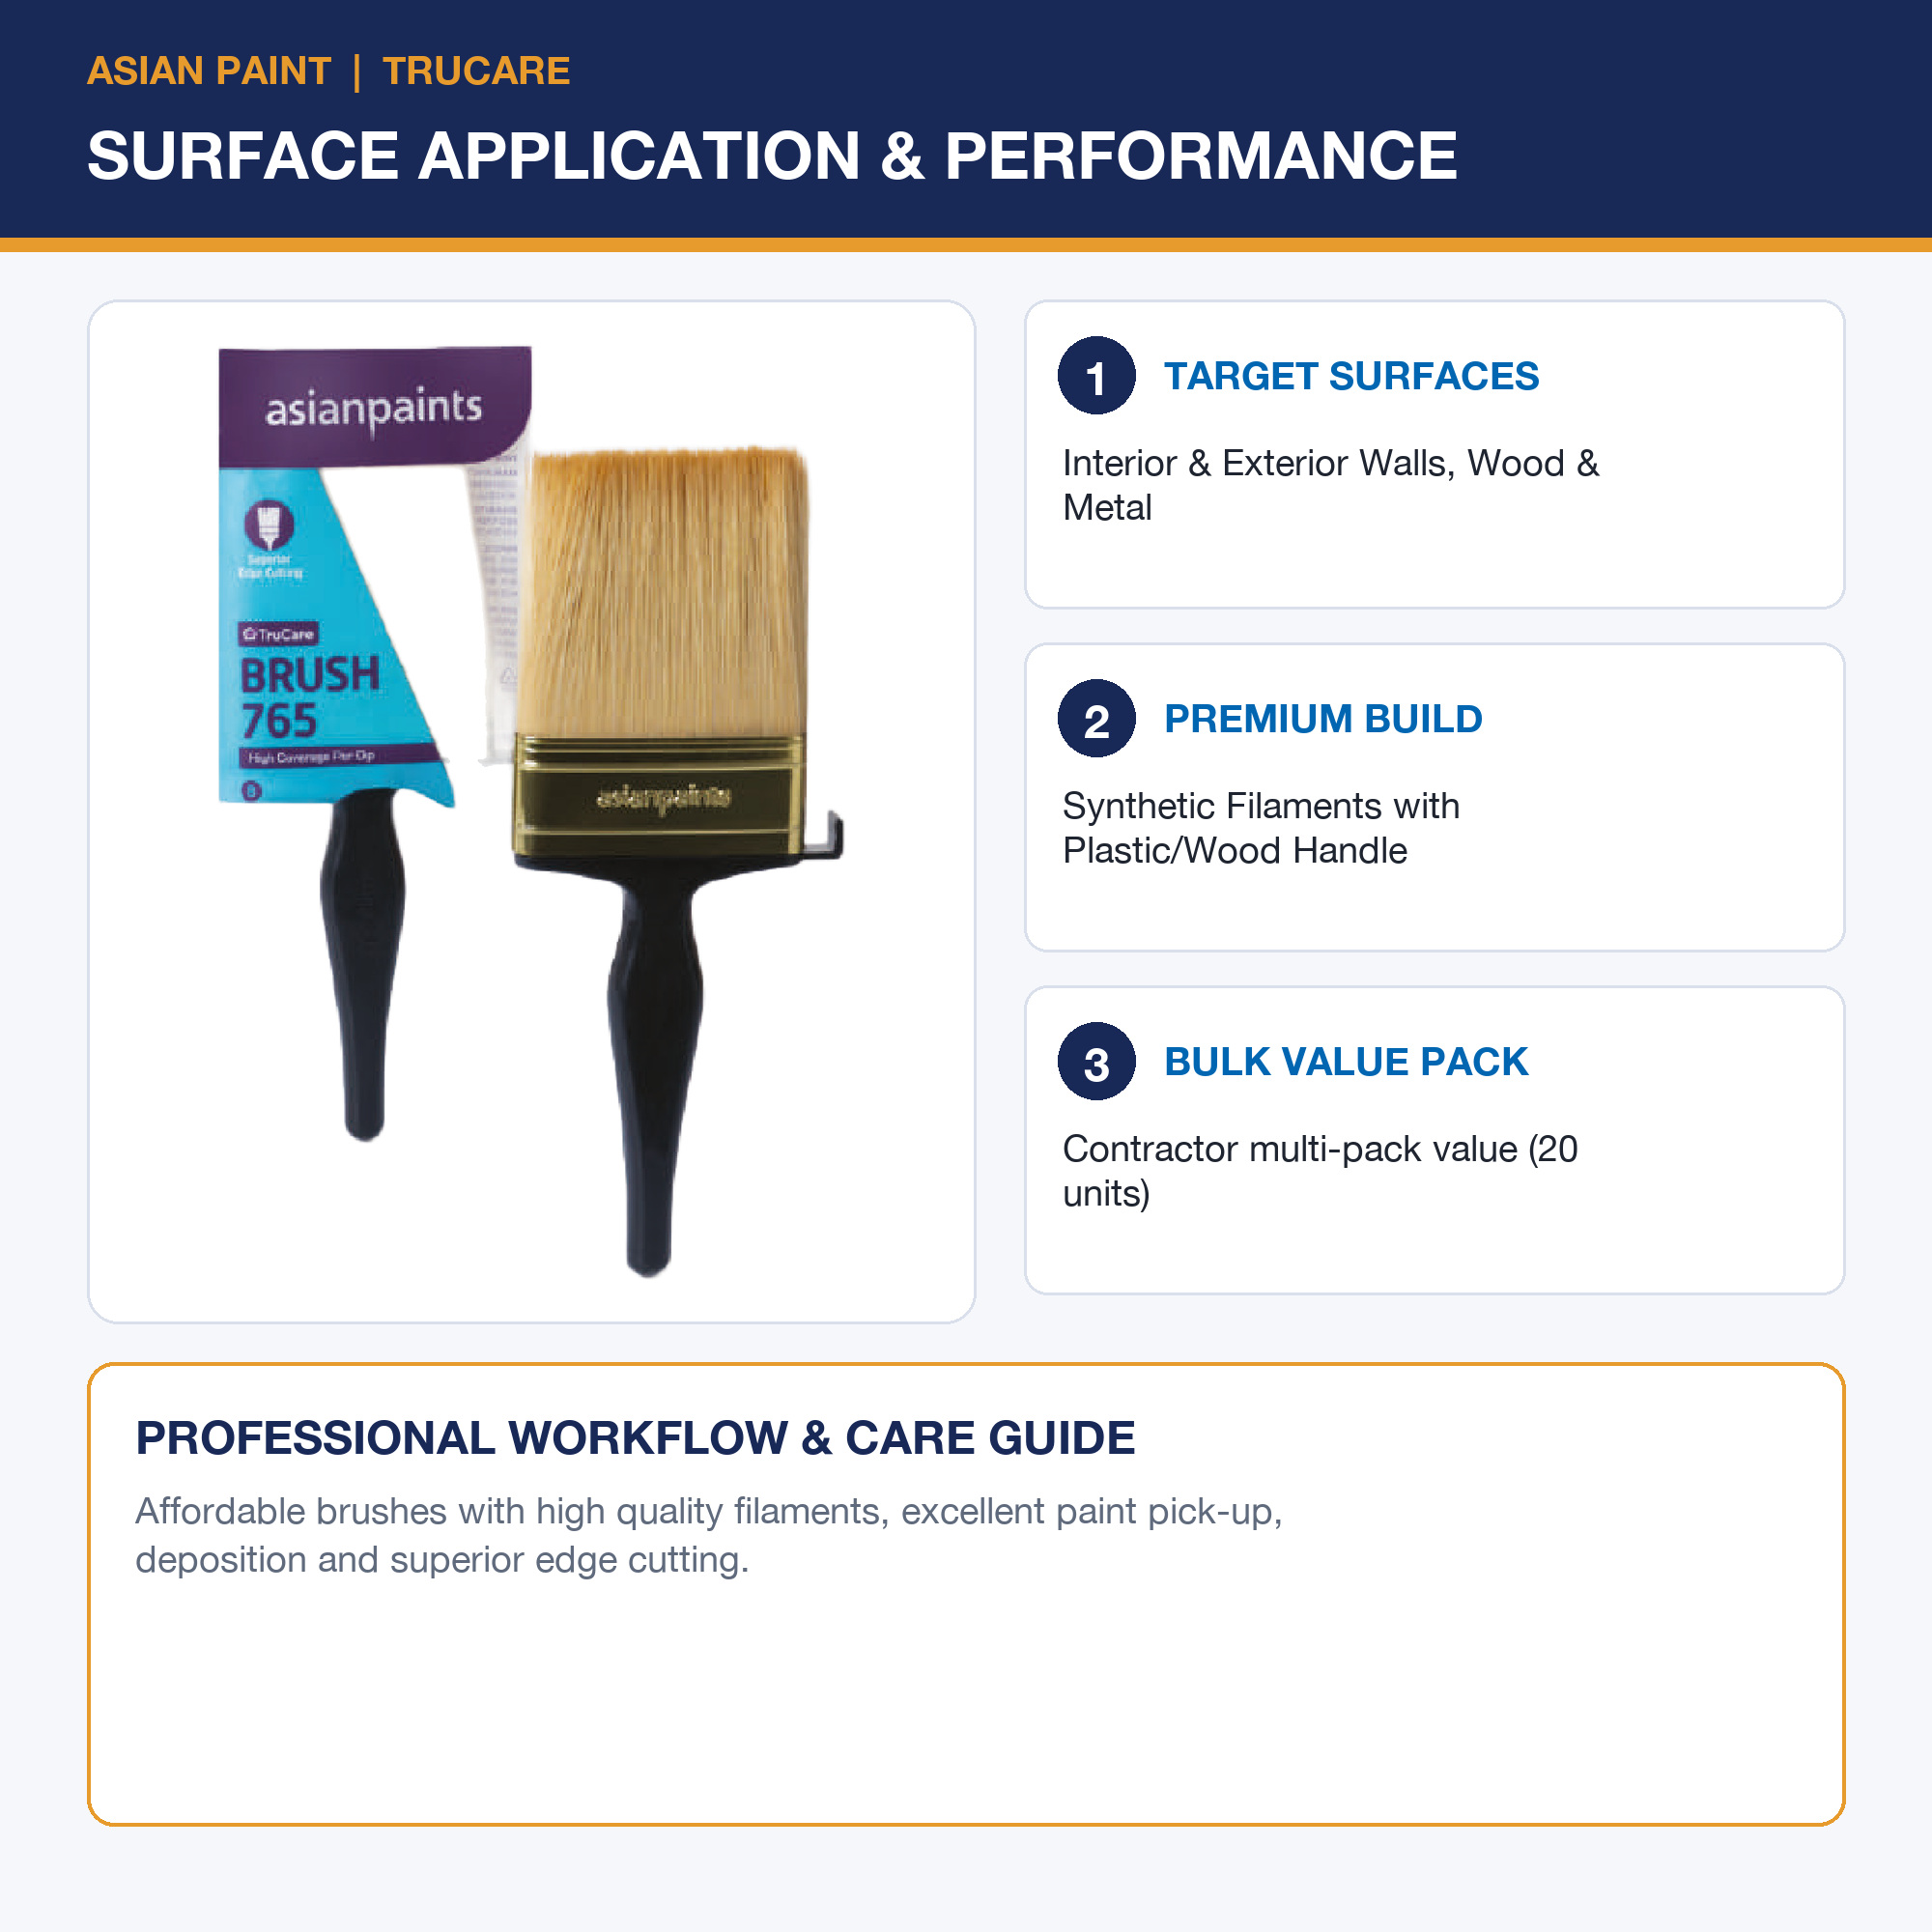 ASIAN PAINT | TRUCARE
SURFACE APPLICATION & PERFORMANCE
asianpaints
Superior
Edge Cutting
TruCare
BRUSH
765
High Coverage Per Dip
asianpaints
1 TARGET SURFACES
Interior & Exterior Walls, Wood &
Metal
2 PREMIUM BUILD
Synthetic Filaments with
Plastic/Wood Handle
3 BULK VALUE PACK
Contractor multi-pack value (20
units)
PROFESSIONAL WORKFLOW & CARE GUIDE
Affordable brushes with high quality filaments, excellent paint pick-up,
deposition and superior edge cutting.